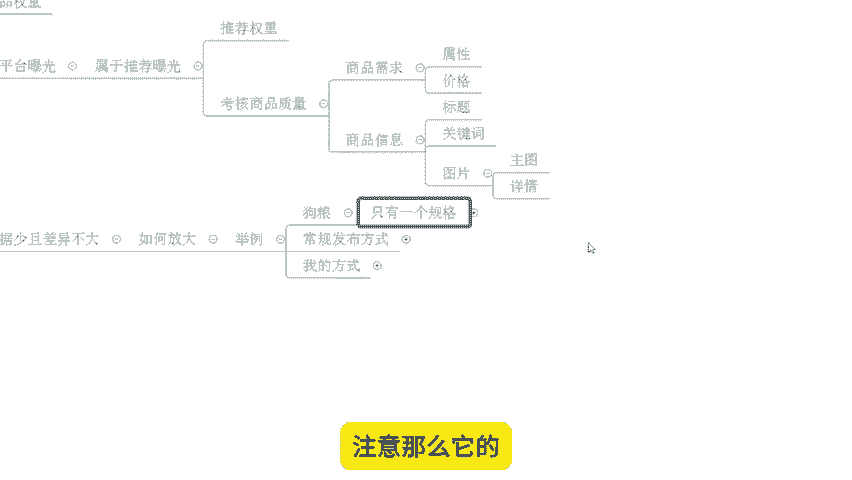 品权重
推荐权重
平台曝光
属于推荐曝光
考核商品质量
商品需求
属性
价格
商品信息
标题
关键词
图片
主图
详情
据少且差异不大
如何放大
举例
狗粮
只有一个规格
常规发布方式
我的方式
注意那么它的